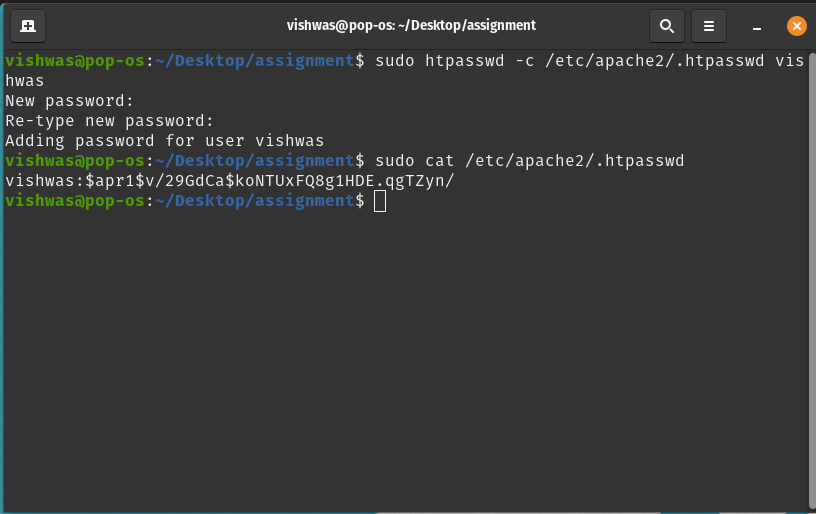 vishwas@pop-os: ~/Desktop/assignment
vishwas@pop-os:~/Desktop/assignment$ sudo htpasswd -c /etc/apache2/.htpasswd vis
hwas
New password:
Re-type new password:
Adding password for user vishwas
vishwas@pop-os:~/Desktop/assignment$ sudo cat /etc/apache2/.htpasswd
vishwas:$apr1$v/29GdCa$koNTUxFQ8g1HDE.qgTZyn/
vishwas@pop-os:~/Desktop/assignment$